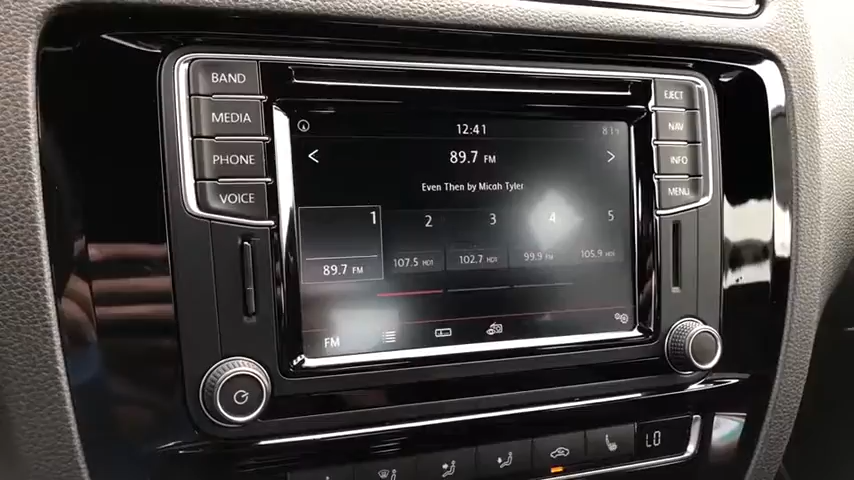 BAND
MEDIA
PHONE
VOICE
EJECT
NAV
INFO
MENU
12:41
89.7 FM
Even Then by Micah Tyler
1 2 3 4 5
89.7 FM 107.5 HD1 102.7 HD1 99.9 FM 105.9 HD1
FM
LO